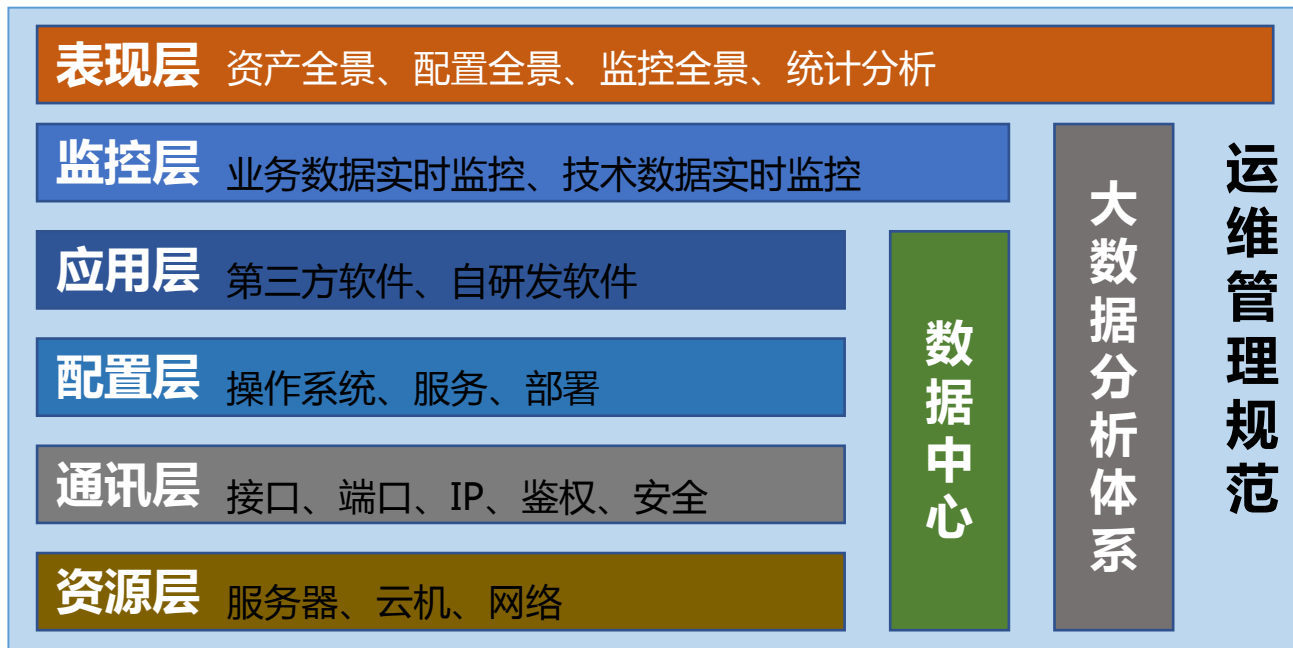 表现层 资产全景、配置全景、监控全景、统计分析
监控层 业务数据实时监控、技术数据实时监控
应用层 第三方软件、自研发软件
配置层 操作系统、服务、部署
通讯层 接口、端口、IP、鉴权、安全
资源层 服务器、云机、网络
数据中心
大数据分析体系
运维管理规范